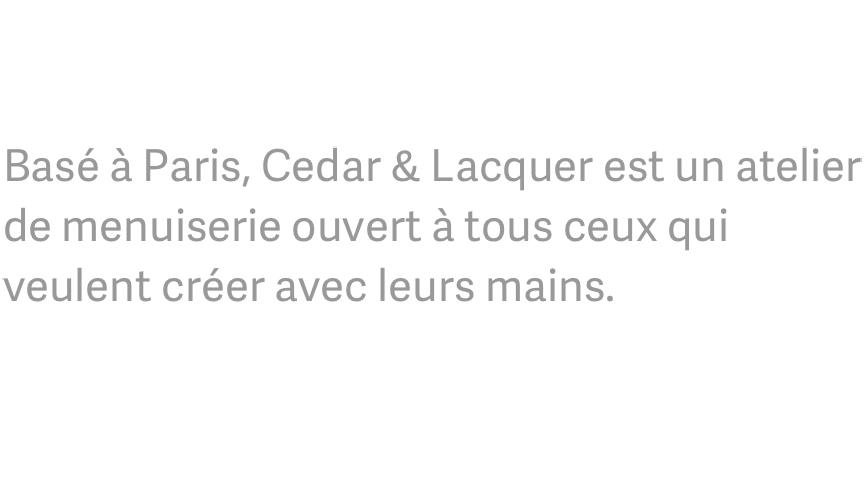 Basé à Paris, Cedar & Lacquer est un atelier
de menuiserie ouvert à tous ceux qui
veulent créer avec leurs mains.